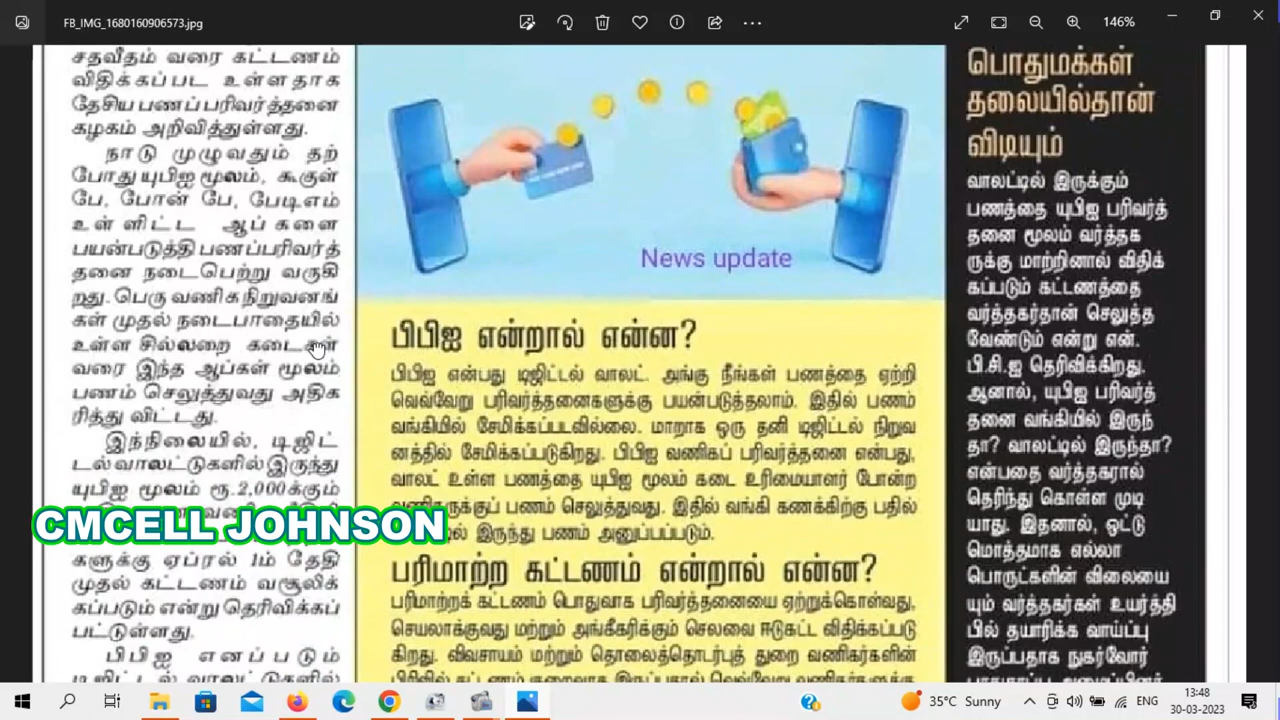 FB_IMG_1680160906573.jpg
146%
சதவீதம் வரை கட்டணம்
விதிக்கப்பட உள்ளதாக
தேசிய பணப் பரிவர்த்தனை
கழகம் அறிவித்துள்ளது.
நாடு முழுவதும் தற்
போது யுபிஐ மூலம், கூகுள்
பே, போன் பே, பேடிஎம்
உள்ளிட்ட ஆப் களை
பயன்படுத்தி பணப்பரிவர்த்
தனை நடைபெற்று வருகி
றது. பெரு வணிக நிறுவனங்
கள் முதல் நடைபாதையில்
உள்ள சில்லறை கடைகள்
வரை இந்த ஆப்கள் மூலம்
பணம் செலுத்துவது அதிக
ரித்து விட்டது.
இந்நிலையில், டிஜிட்
டல் வாலட்டுகளில் இருந்து
யுபிஐ மூலம் ரூ.2,000க்கும்
CMCELL JOHNSON
களுக்கு ஏப்ரல் 1ம் தேதி
முதல் கட்டணம் வசூலிக்
கப்படும் என்று தெரிவிக்கப்
பட்டுள்ளது.
பிபிஐ எனப்படும்
டிஜிட்டல் வாலட்டுகளில்
News update
பிபிஐ என்றால் என்ன?
பிபிஐ என்பது டிஜிட்டல் வாலட். அங்கு நீங்கள் பணத்தை ஏற்றி
வெவ்வேறு பரிவர்த்தனைகளுக்கு பயன்படுத்தலாம். இதில் பணம்
வங்கியில் சேமிக்கப்படவில்லை. மாறாக ஒரு தனி டிஜிட்டல் நிறுவ
னத்தில் சேமிக்கப்படுகிறது. பிபிஐ வணிகப் பரிவர்த்தனை என்பது,
வாலட் உள்ள பணத்தை யுபிஐ மூலம் கடை உரிமையாளர் போன்ற
வணிகருக்குப் பணம் செலுத்துவது. இதில் வங்கி கணக்கிற்கு பதில்
இருந்து பணம் அனுப்பப்படும்.
பரிமாற்ற கட்டணம் என்றால் என்ன?
பரிமாற்றக் கட்டணம் பொதுவாக பரிவர்த்தனையை ஏற்றுக்கொள்வது,
செயலாக்குவது மற்றும் அங்கீகரிக்கும் செலவை ஈடுகட்ட விதிக்கப்படு
கிறது. விவசாயம் மற்றும் தொலைத்தொடர்புத் துறை வணிகர்களின்
பிரிவில் கட்டணம் குறைவாக இருப்பதால் வெவ்வேறு வணிகர்களுக்கு
பொதுமக்கள்
தலையில்தான்
விடியும்
வாலட்டில் இருக்கும்
பணத்தை யுபிஐ பரிவர்த்
தனை மூலம் வர்த்தக
ருக்கு மாற்றினால் விதிக்
கப்படும் கட்டணத்தை
வர்த்தகர்தான் செலுத்த
வேண்டும் என்று என்.
பி.சி.ஐ தெரிவிக்கிறது.
ஆனால், யுபிஐ பரிவர்த்
தனை வங்கியில் இருந்
தா? வாலட்டில் இருந்தா?
என்பதை வர்த்தகரால்
தெரிந்து கொள்ள முடி
யாது. இதனால், ஒட்டு
மொத்தமாக எல்லா
பொருட்களின் விலையை
யும் வர்த்தகர்கள் உயர்த்தி
பில் தயாரிக்க வாய்ப்பு
இருப்பதாக நுகர்வோர்
35°C Sunny
ENG
13:48
30-03-2023